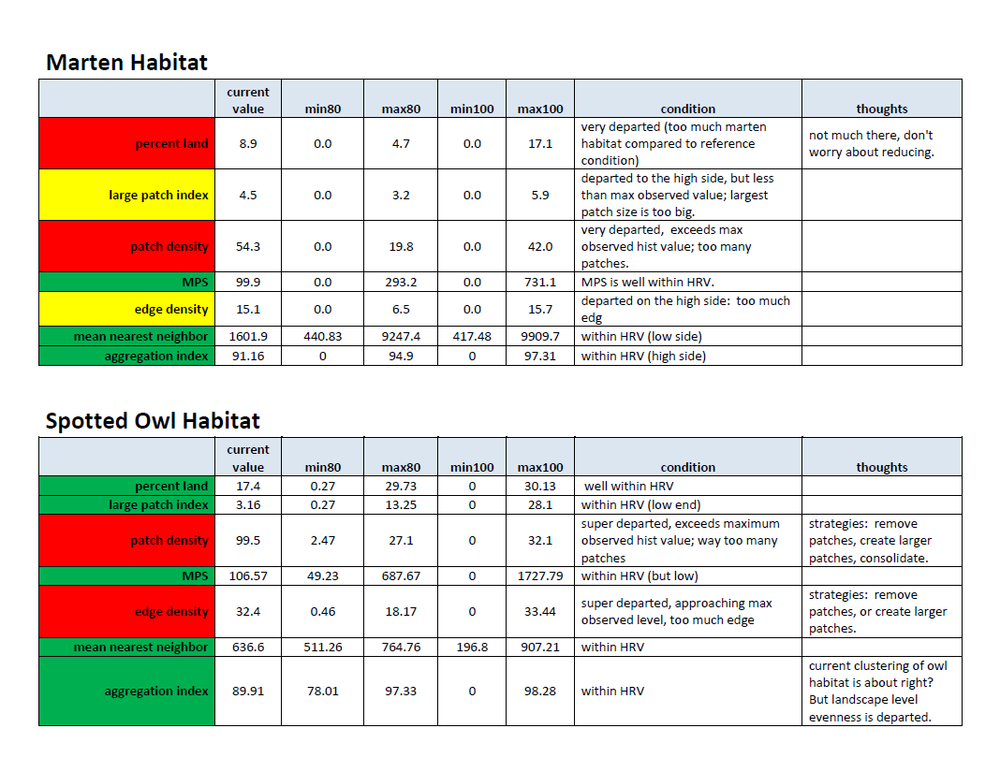 Marten Habitat
current value min80 max80 min100 max100 condition thoughts
percent land 8.9 0.0 4.7 0.0 17.1 very departed (too much marten habitat compared to reference condition) not much there, don't worry about reducing.
large patch index 4.5 0.0 3.2 0.0 5.9 departed to the high side, but less than max observed value; largest patch size is too big.
patch density 54.3 0.0 19.8 0.0 42.0 very departed, exceeds max observed hist value; too many patches.
MPS 99.9 0.0 293.2 0.0 731.1 MPS is well within HRV.
edge density 15.1 0.0 6.5 0.0 15.7 departed on the high side: too much edg
mean nearest neighbor 1601.9 440.83 9247.4 417.48 9909.7 within HRV (low side)
aggregation index 91.16 0 94.9 0 97.31 within HRV (high side)
Spotted Owl Habitat
current value min80 max80 min100 max100 condition thoughts
percent land 17.4 0.27 29.73 0 30.13 well within HRV
large patch index 3.16 0.27 13.25 0 28.1 within HRV (low end)
patch density 99.5 2.47 27.1 0 32.1 super departed, exceeds maximum observed hist value; way too many patches strategies: remove patches, create larger patches, consolidate.
MPS 106.57 49.23 687.67 0 1727.79 within HRV (but low)
edge density 32.4 0.46 18.17 0 33.44 super departed, approaching max observed level, too much edge strategies: remove patches, or create larger patches.
mean nearest neighbor 636.6 511.26 764.76 196.8 907.21 within HRV
aggregation index 89.91 78.01 97.33 0 98.28 within HRV current clustering of owl habitat is about right? But landscape level evenness is departed.